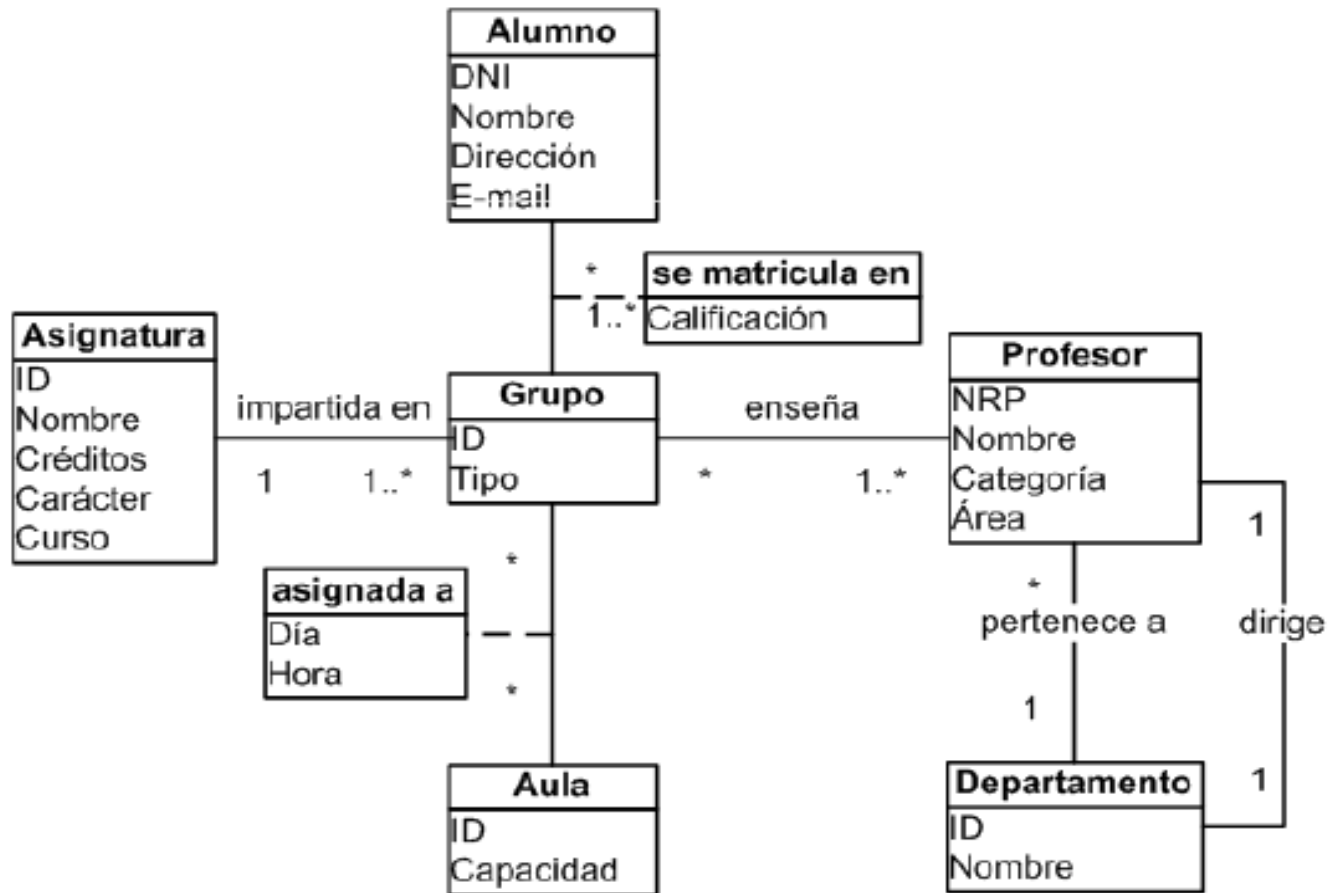 Alumno
DNI
Nombre
Dirección
E-mail
*
se matricula en
1..*
Calificación
Asignatura
ID
Nombre
Créditos
Carácter
Curso
impartida en
1
1..*
Grupo
ID
Tipo
enseña
*
1..*
Profesor
NRP
Nombre
Categoría
Área
1
*
pertenece a
dirige
1
1
*
asignada a
Día
Hora
*
Aula
ID
Capacidad
Departamento
ID
Nombre